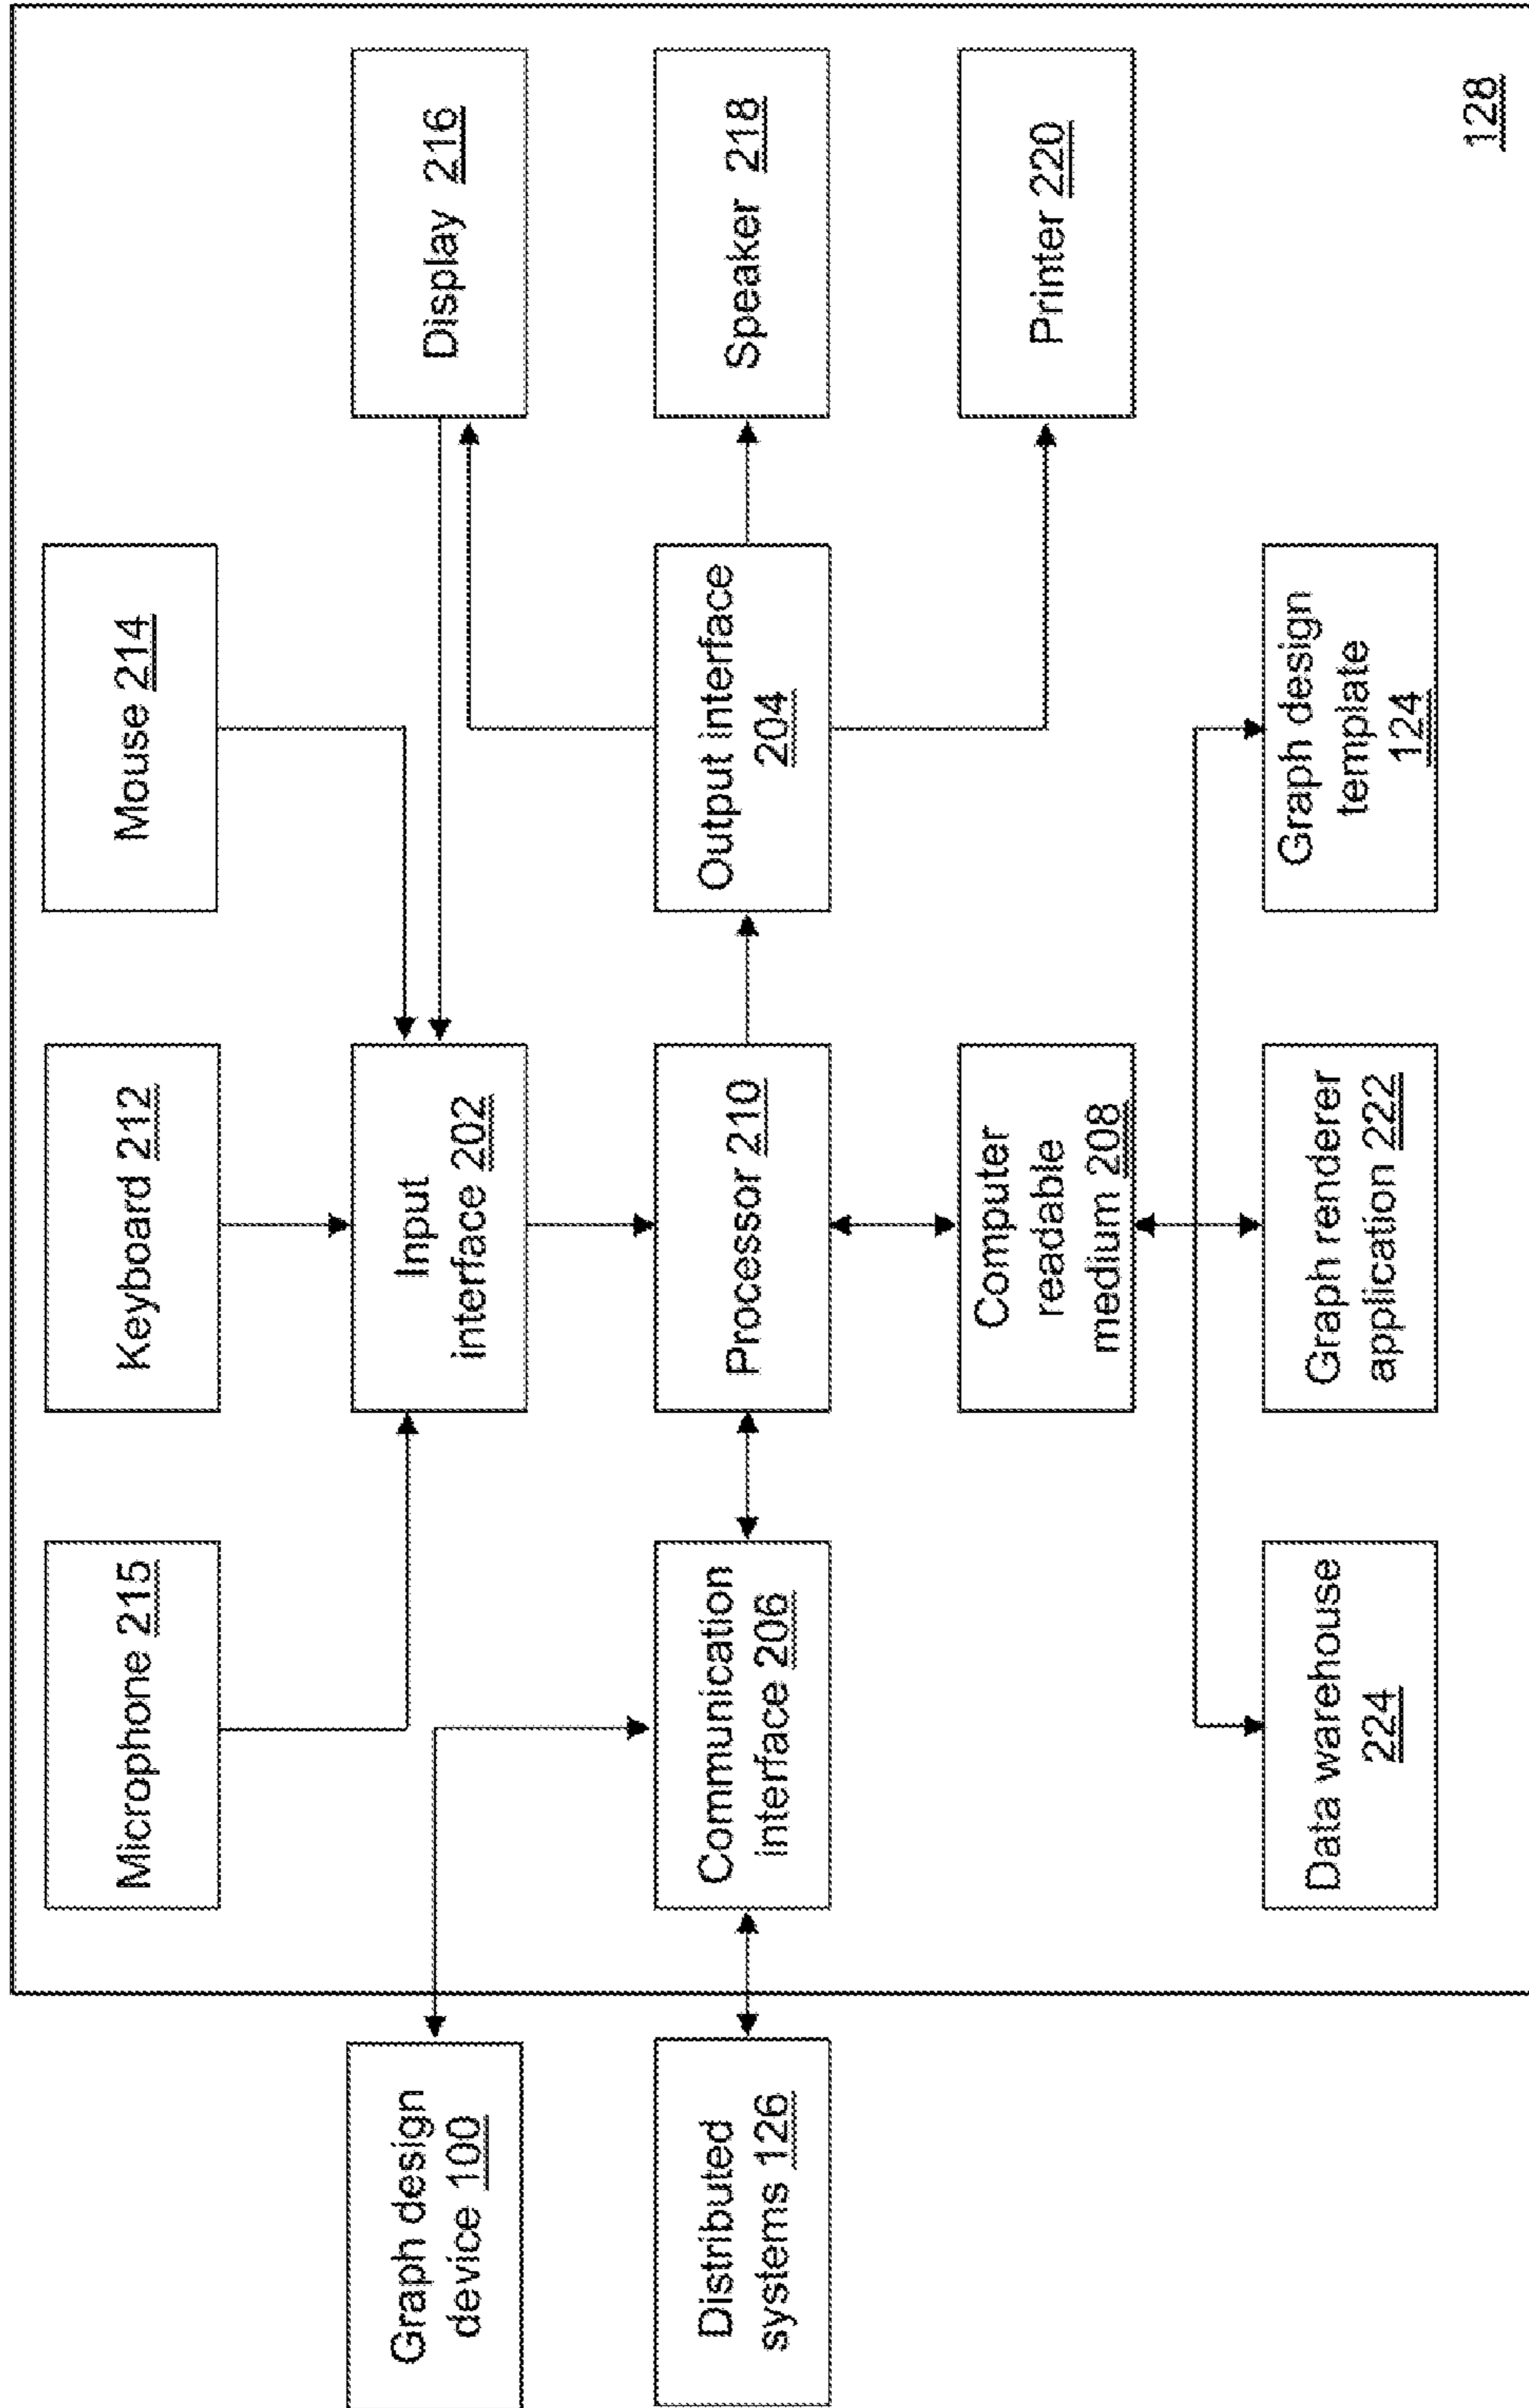 Microphone 215
Keyboard 212
Mouse 214
Graph design
device 100
Input
interface 202
Display 216
Distributed
systems 126
Communication
interface 206
Processor 210
Output interface
204
Speaker 218
Computer
readable
medium 208
Printer 220
Data warehouse
224
Graph renderer
application 222
Graph design
template
124
128